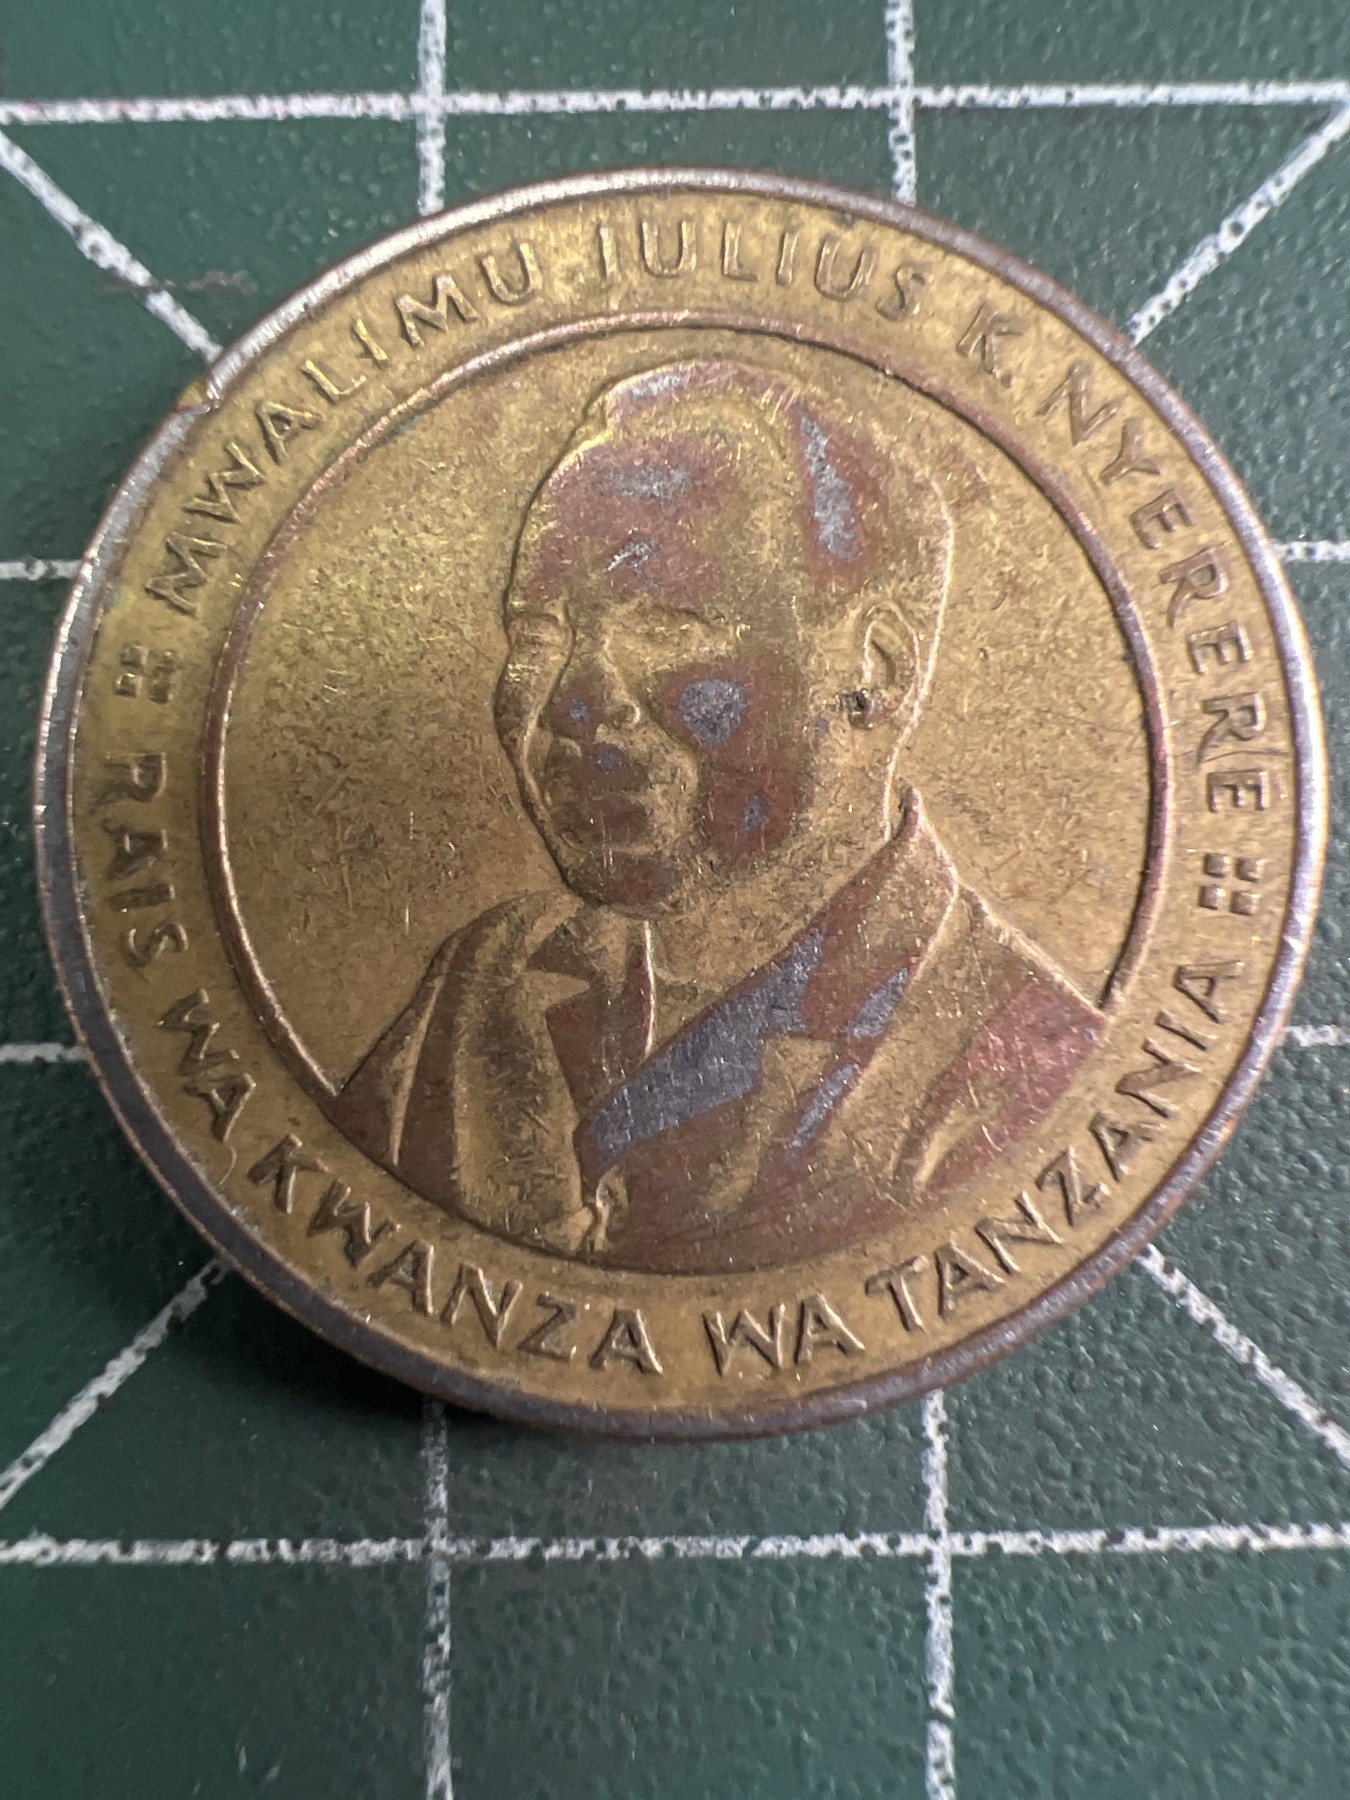 MWALIMU JULIUS K. NYERERE
RAIS WA KWANZA WA TANZANIA